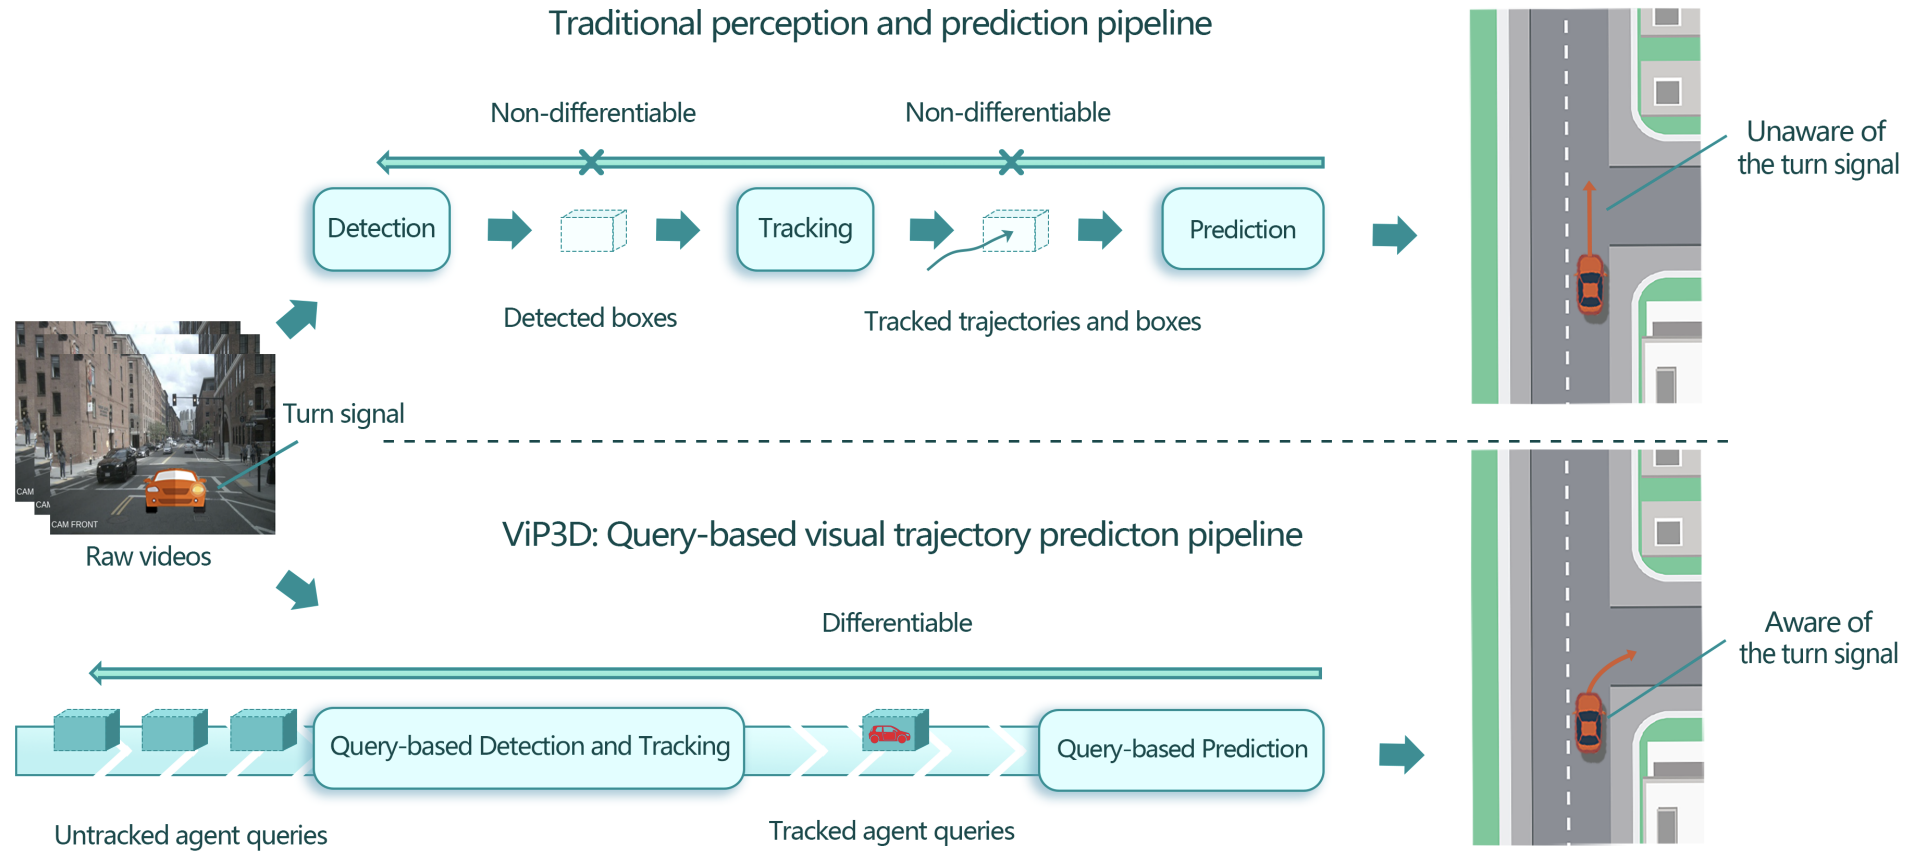 Traditional perception and prediction pipeline
Non-differentiable
Non-differentiable
Detection
Tracking
Prediction
Detected boxes
Tracked trajectories and boxes
Unaware of
the turn signal
Turn signal
CAM
CAM
CAM FRONT
Raw videos
ViP3D: Query-based visual trajectory predicton pipeline
Differentiable
Aware of
the turn signal
Query-based Detection and Tracking
Query-based Prediction
Untracked agent queries
Tracked agent queries